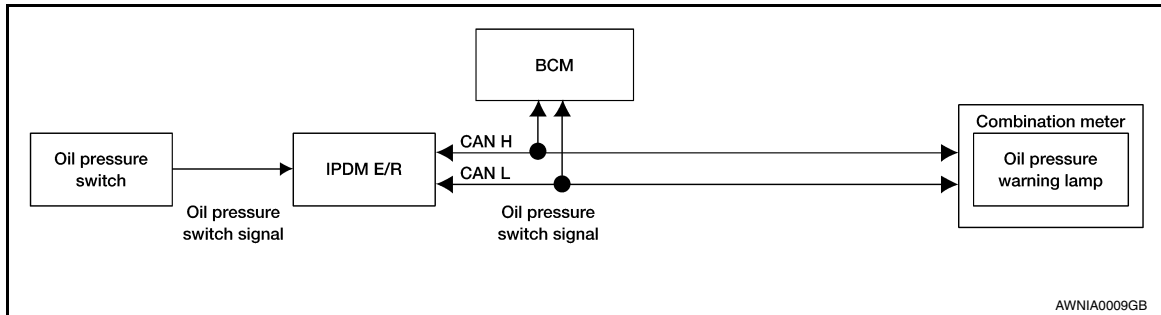 BCM
CAN H
Combination meter
Oil pressure
switch
IPDM E/R
Oil pressure
warning lamp
CAN L
Oil pressure
switch signal
Oil pressure
switch signal
AWNIA0009GB